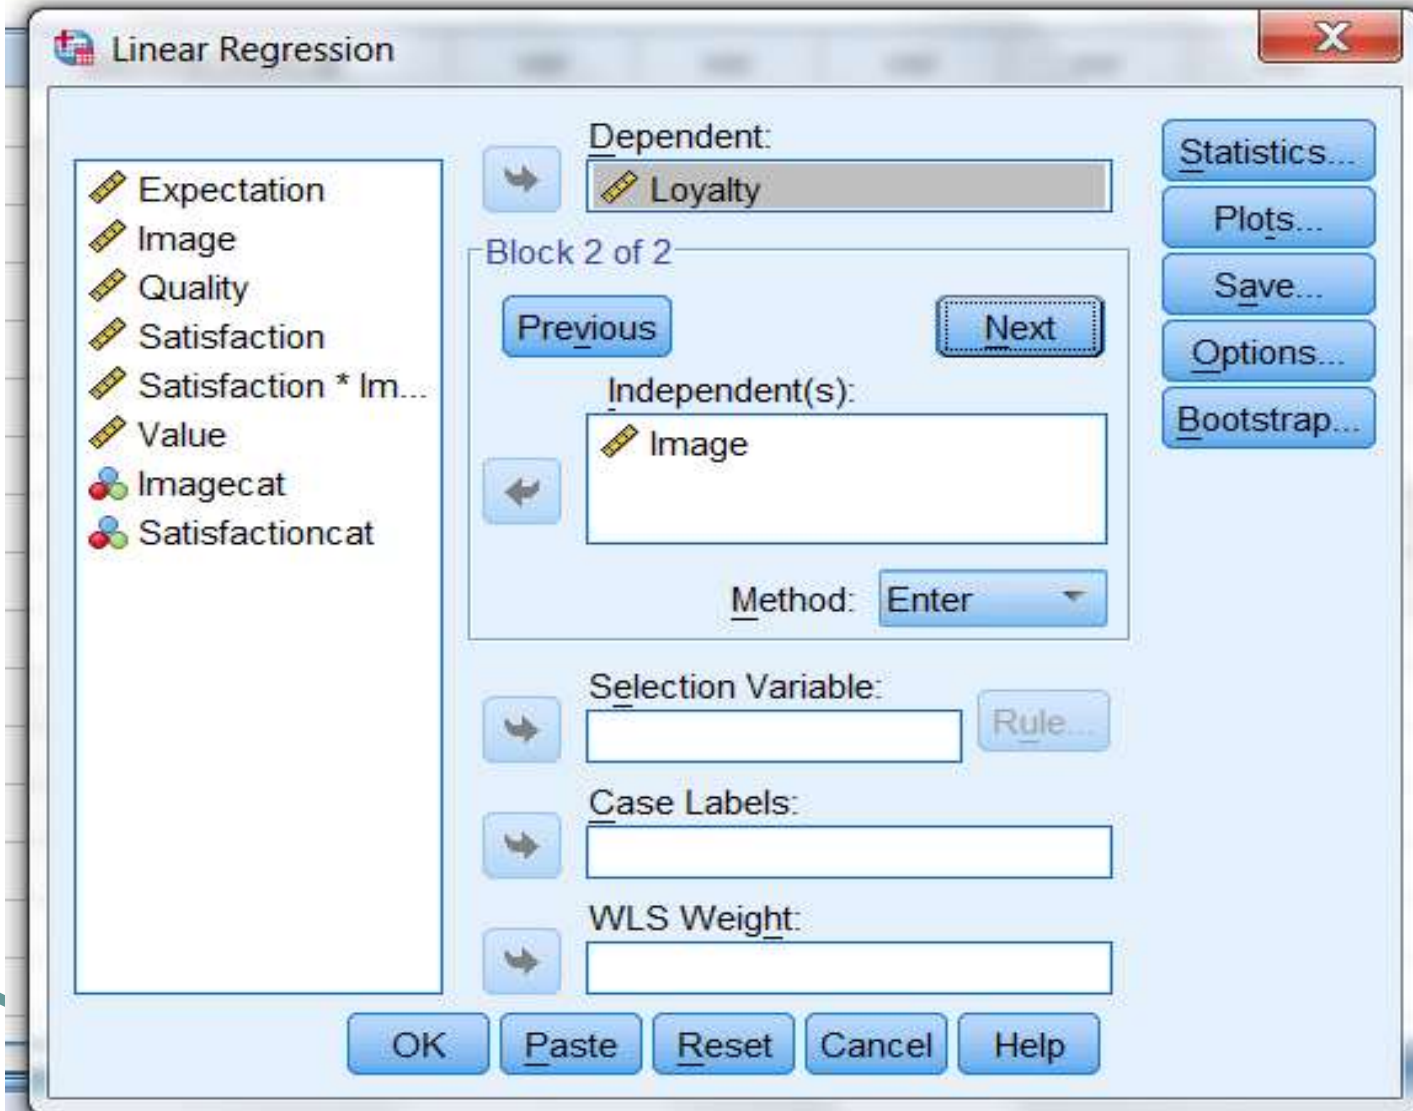 Linear Regression
Expectation
Image
Quality
Satisfaction
Satisfaction * Im...
Value
Imagecat
Satisfactioncat
Dependent:
Loyalty
Block 2 of 2
Previous
Next
Independent(s):
Image
Method: Enter
Selection Variable:
Rule...
Case Labels:
WLS Weight:
Statistics...
Plots...
Save...
Options...
Bootstrap...
OK Paste Reset Cancel Help